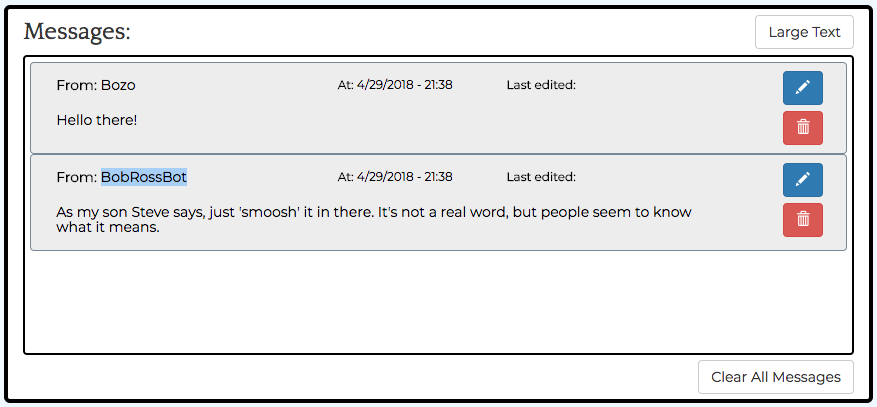 Messages:
Large Text
From: Bozo At: 4/29/2018 - 21:38 Last edited:
Hello there!
From: BobRossBot At: 4/29/2018 - 21:38 Last edited:
As my son Steve says, just 'smoosh' it in there. It's not a real word, but people seem to know
what it means.
Clear All Messages